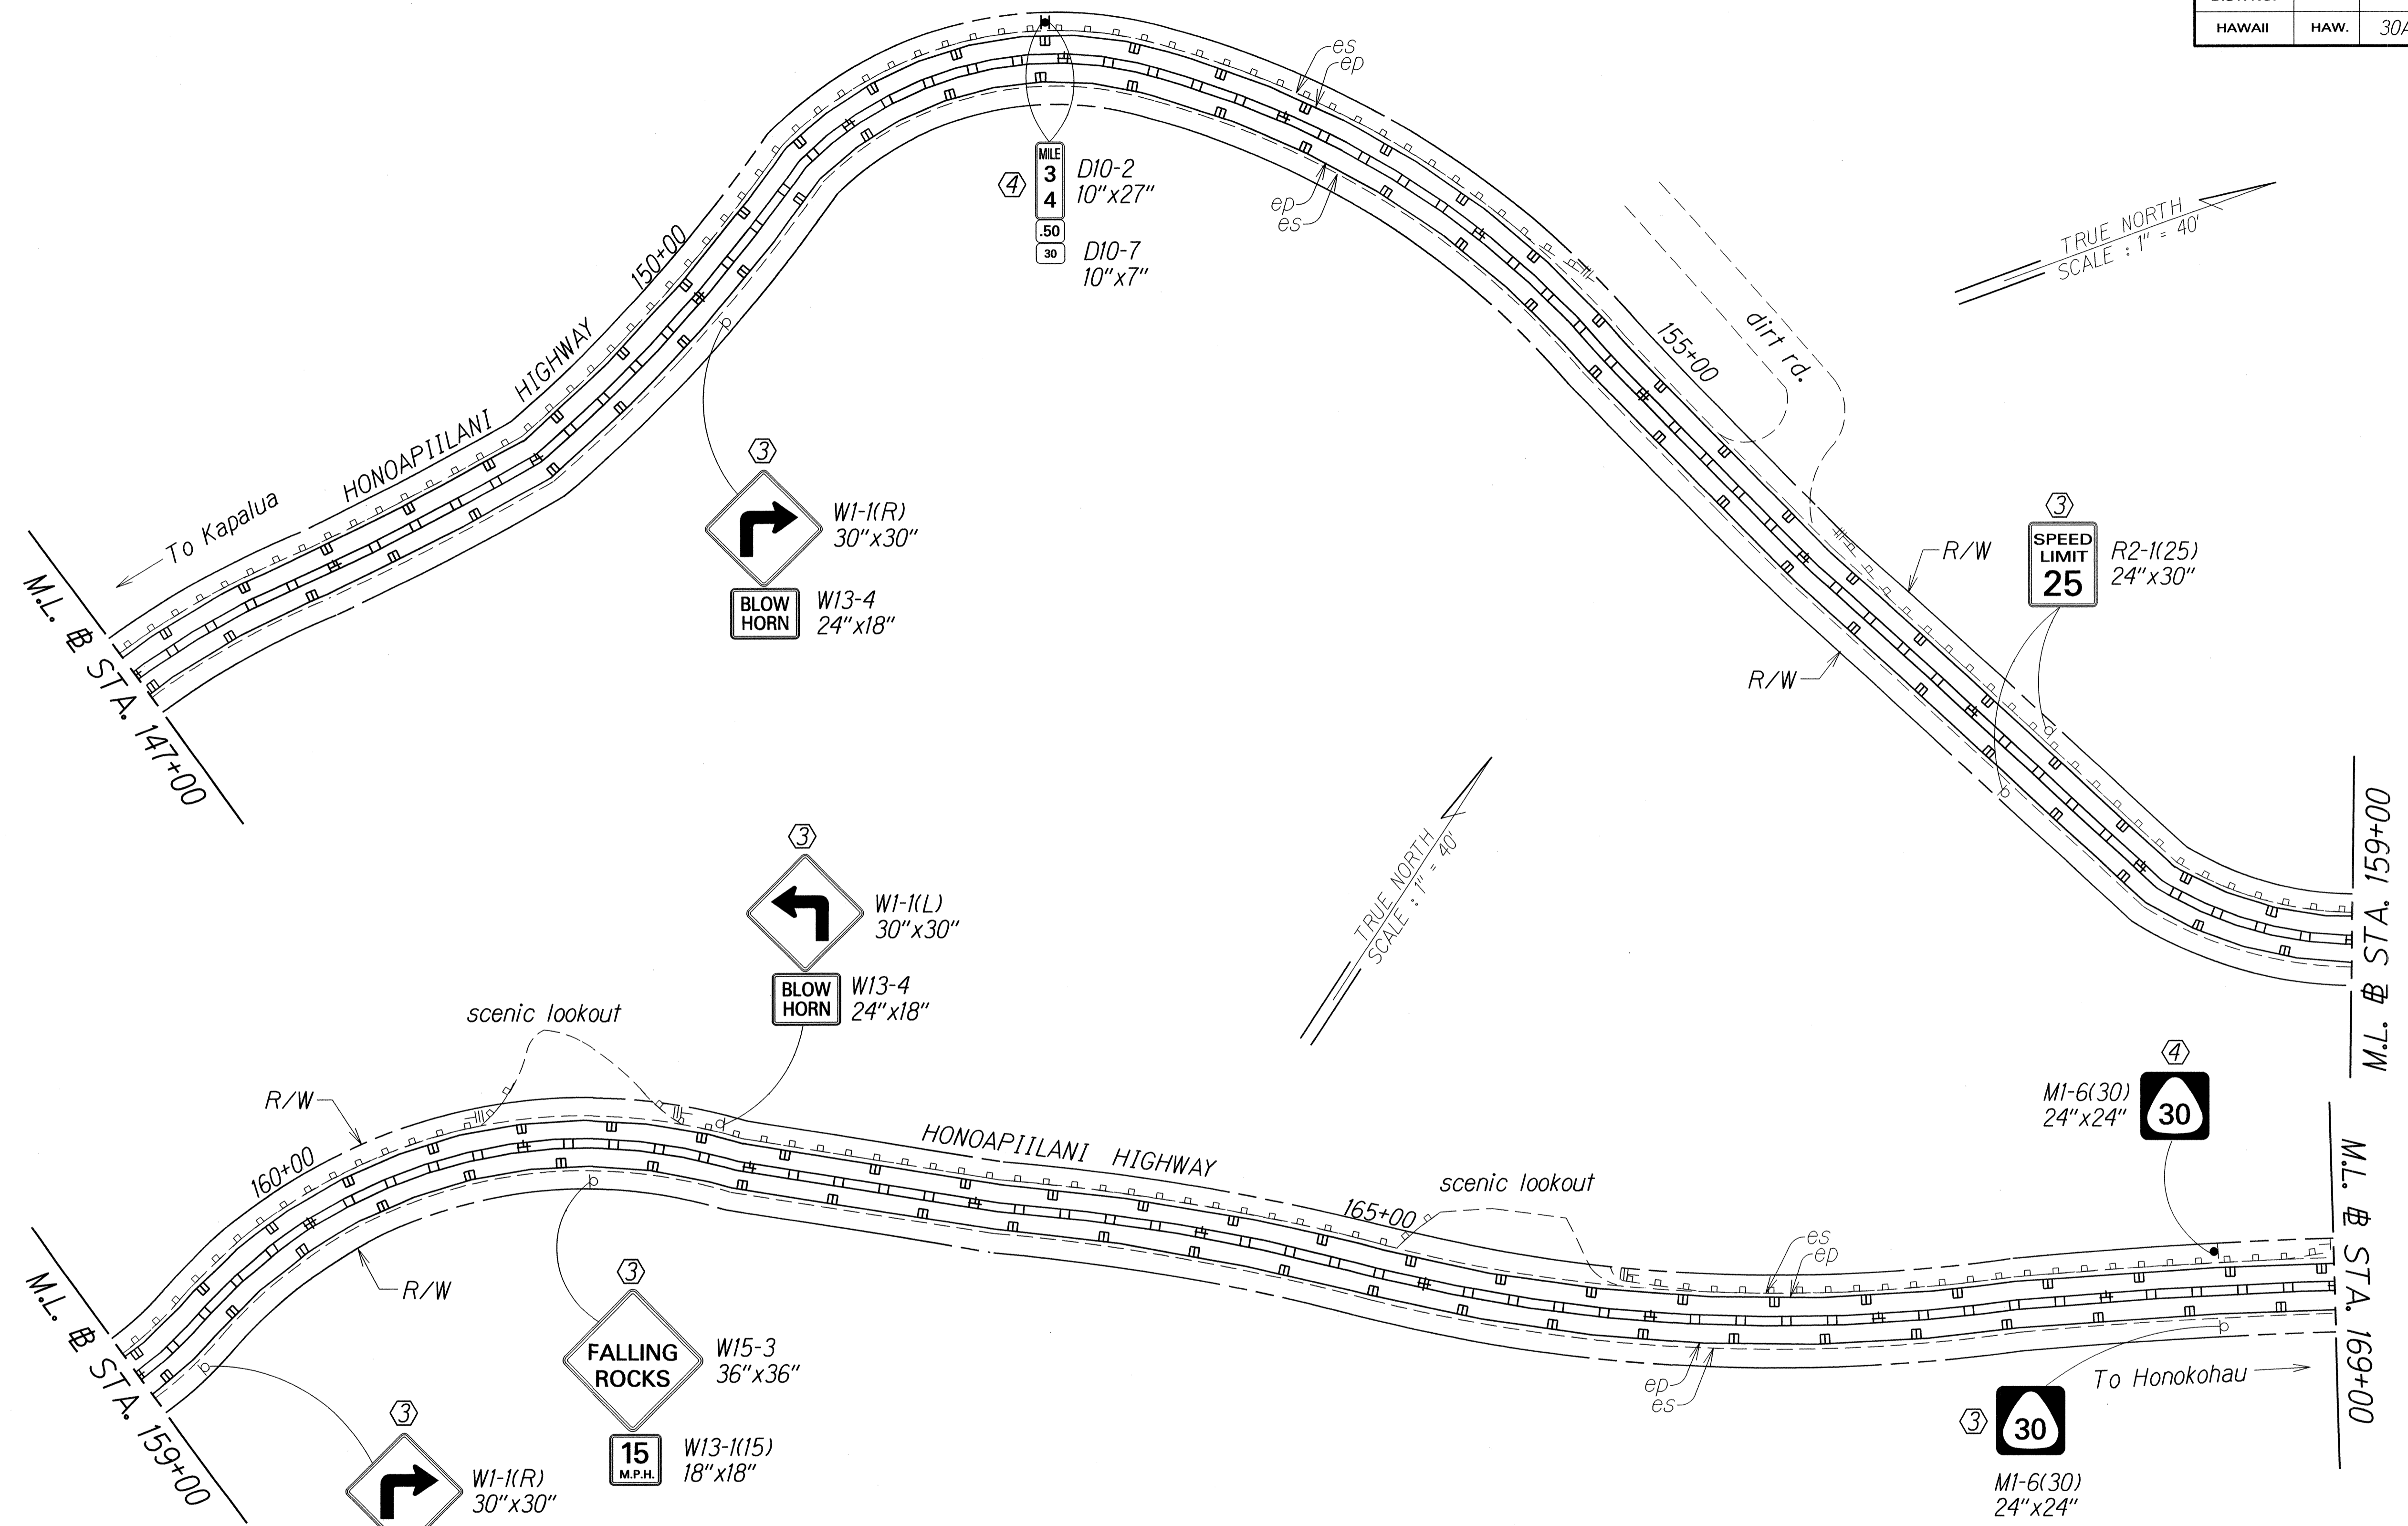 HAWAII HAW. 30A
es
ep
MILE
3
4
4
D10-2
10"x27"
.50
30
D10-7
10"x7"
ep
es
TRUE NORTH
SCALE : 1" = 40'
150+00
HONOAPIILANI HIGHWAY
To Kapalua
155+00
dirt rd.
3
W1-1(R)
30"x30"
BLOW
HORN
W13-4
24"x18"
3
SPEED
LIMIT
25
R2-1(25)
24"x30"
R/W
R/W
M.L. BL STA. 147+00
M.L. BL STA. 159+00
TRUE NORTH
SCALE : 1" = 40'
3
W1-1(L)
30"x30"
BLOW
HORN
W13-4
24"x18"
scenic lookout
R/W
160+00
HONOAPIILANI HIGHWAY
165+00
scenic lookout
es
ep
4
M1-6(30)
24"x24"
30
R/W
M.L. BL STA. 159+00
3
FALLING
ROCKS
W15-3
36"x36"
15
M.P.H.
W13-1(15)
18"x18"
3
W1-1(R)
30"x30"
ep
es
To Honokohau
3
30
M1-6(30)
24"x24"
M.L. BL STA. 169+00